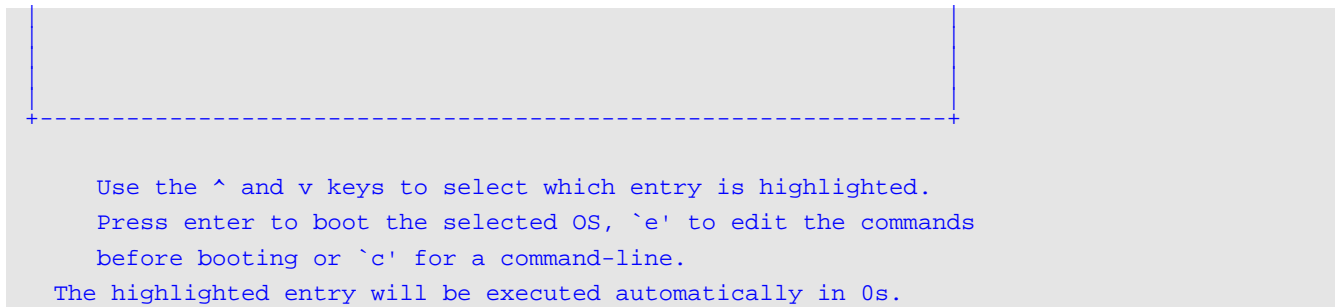 |                                                                |
|                                                                |
|                                                                |
|                                                                |
|                                                                |
+----------------------------------------------------------------+
Use the ^ and v keys to select which entry is highlighted.
Press enter to boot the selected OS, `e' to edit the commands
before booting or `c' for a command-line.
The highlighted entry will be executed automatically in 0s.